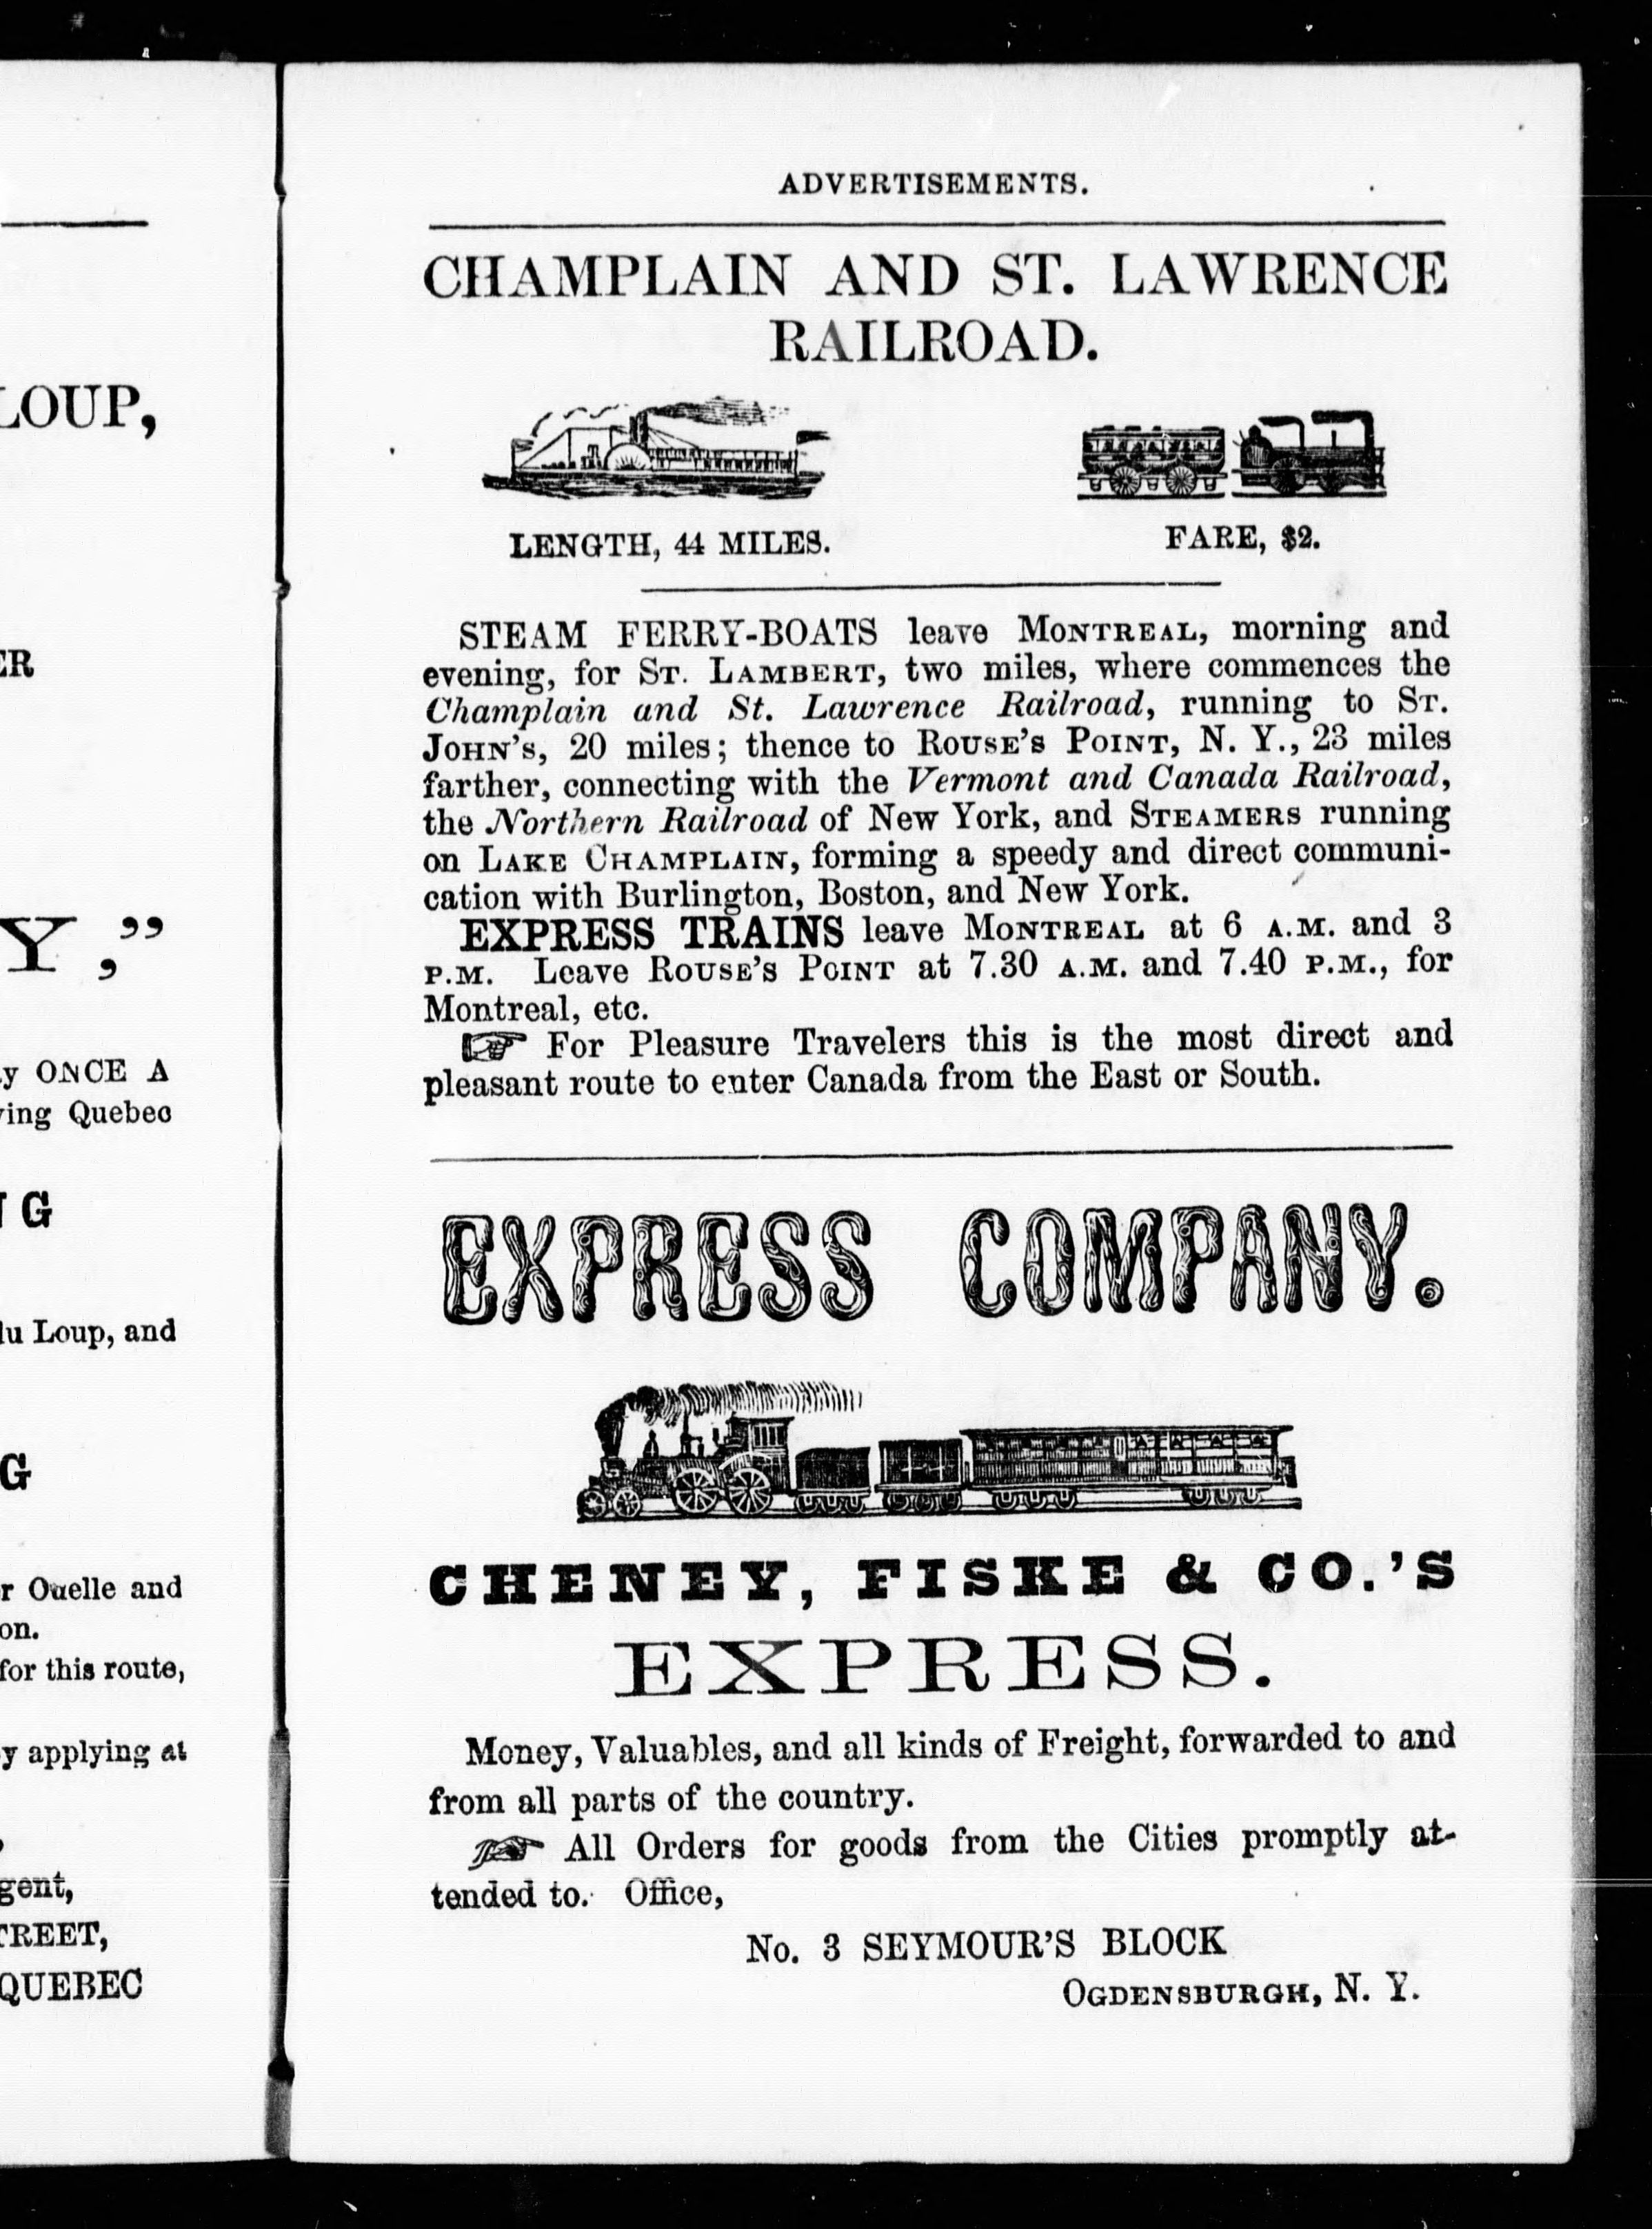 LOUP,
ER
Y,”
y ONCE A
ving Quebec
NG
du Loup, and
G
r Ouelle and
on.
for this route,
y applying at
gent,
TREET,
QUEBEC
ADVERTISEMENTS.
CHAMPLAIN AND ST. LAWRENCE
RAILROAD.
LENGTH, 44 MILES.
FARE, $2.
STEAM FERRY-BOATS leave MONTREAL, morning and
evening, for ST. LAMBERT, two miles, where commences the
Champlain and St. Lawrence Railroad, running to ST.
JOHN’S, 20 miles; thence to ROUSE’S POINT, N. Y., 23 miles
farther, connecting with the Vermont and Canada Railroad,
the Northern Railroad of New York, and STEAMERS running
on LAKE CHAMPLAIN, forming a speedy and direct communi-
cation with Burlington, Boston, and New York.
EXPRESS TRAINS leave MONTREAL at 6 A.M. and 3
P.M. Leave ROUSE’S POINT at 7.30 A.M. and 7.40 P.M., for
Montreal, etc.
☞ For Pleasure Travelers this is the most direct and
pleasant route to enter Canada from the East or South.
EXPRESS COMPANY.
CHENEY, FISKE & CO.’S
EXPRESS.
Money, Valuables, and all kinds of Freight, forwarded to and
from all parts of the country.
☞ All Orders for goods from the Cities promptly at-
tended to. Office,
No. 3 SEYMOUR’S BLOCK
OGDENSBURGH, N. Y.